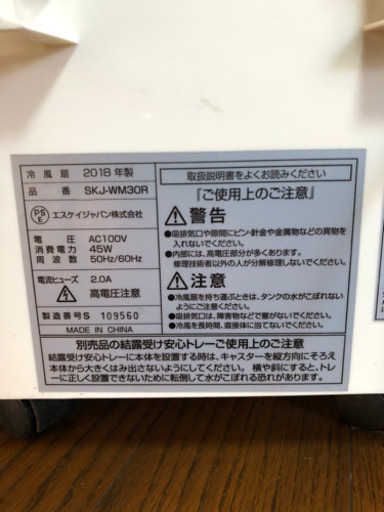 冷風扇 2018年製
品番 SKJ-WM30R
PSE エスケイジャパン株式会社
電圧 AC100V
消費電力 45W
周波数 50Hz/60Hz
電流ヒューズ 2.0A
高電圧注意
製造番号S 109560
MADE IN CHINA
取扱説明書をよくお読みください
『ご使用上のご注意』
警告
●吸排気口や隙間にピン・針金や金属物などの異物を
入れないでください。
●内部に、高電圧部分が多くあります。
修理技術者以外の人が分解修理しないでください。
注意
●冷風扇を持ち運ぶときは、タンクの水がこぼれない
ようにご注意ください。
●吸排気口は、障害物などで塞がないでください。
●冷風を長時間、直接体に当てないでください。
別売品の結露受け安心トレーご使用上のご注意
結露受け安心トレーに本体を設置する時は、キャスターを縦方向にそろえ
本体から大きくはみ出さないようにしてください。横や斜めにすると、トレ
ーに正しく設置できないために転倒して水がこぼれる恐れがあります。